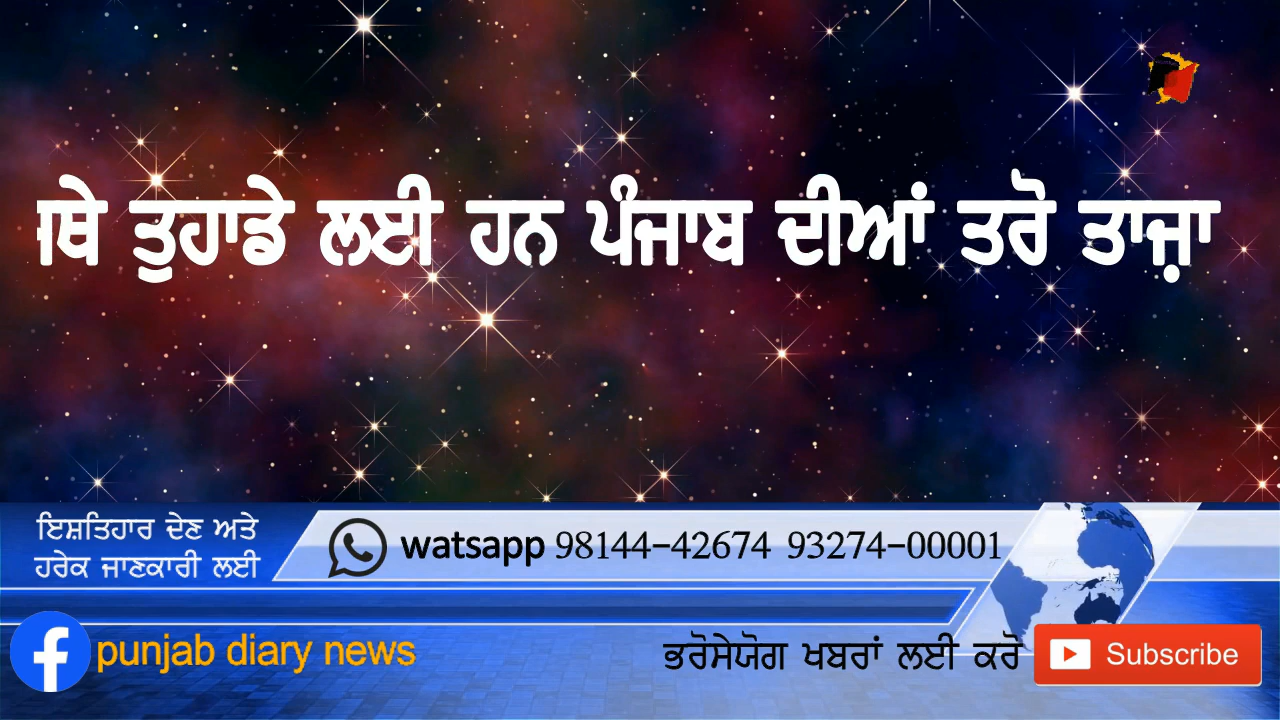 ਥੇ ਤੁਹਾਡੇ ਲਈ ਹਨ ਪੰਜਾਬ ਦੀਆਂ ਤਰੋ ਤਾਜ਼ਾ
ਇਸ਼ਤਿਹਾਰ ਦੇਣ ਅਤੇ
ਹਰੇਕ ਜਾਣਕਾਰੀ ਲਈ
watsapp 98144-42674 93274-00001
punjab diary news
ਭਰੋਸੇਯੋਗ ਖਬਰਾਂ ਲਈ ਕਰੋ Subscribe